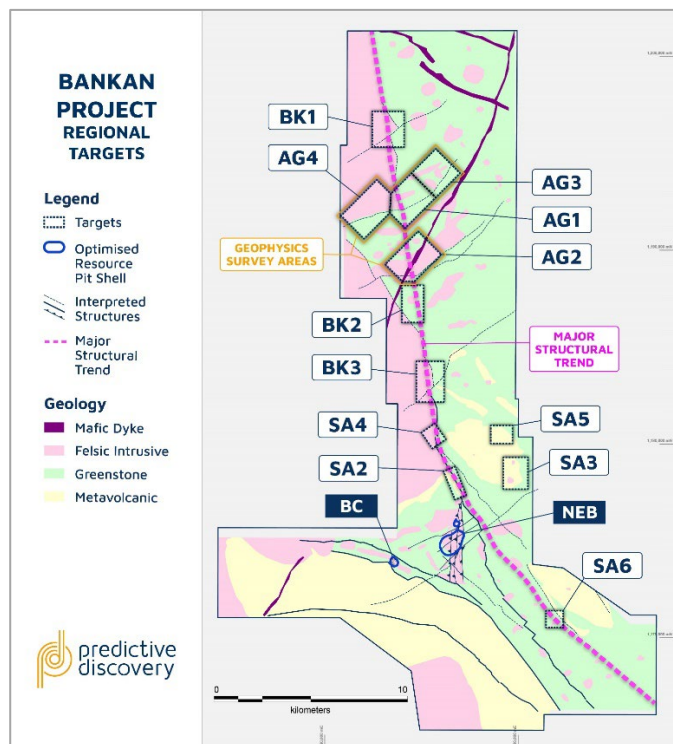 BANKAN
PROJECT
REGIONAL
TARGETS
Legend
Targets
Optimised
Resource
Pit Shell
Interpreted
Structures
Major
Structural
Trend
Geology
Mafic Dyke
Felsic Intrusive
Greenstone
Metavolcanic
predictive
discovery
BK1
AG4
AG3
AG1
GEOPHYSICS
SURVEY AREAS
AG2
BK2
MAJOR
STRUCTURAL
TREND
BK3
SA4
SA5
SA2
SA3
BC
NEB
SA6
0
10
kilometers